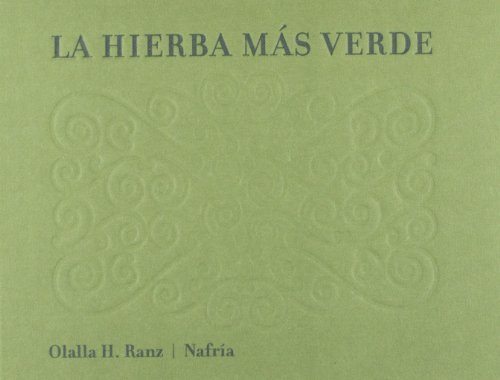 LA HIERBA MÁS VERDE
Olalla H. Ranz | Nafría